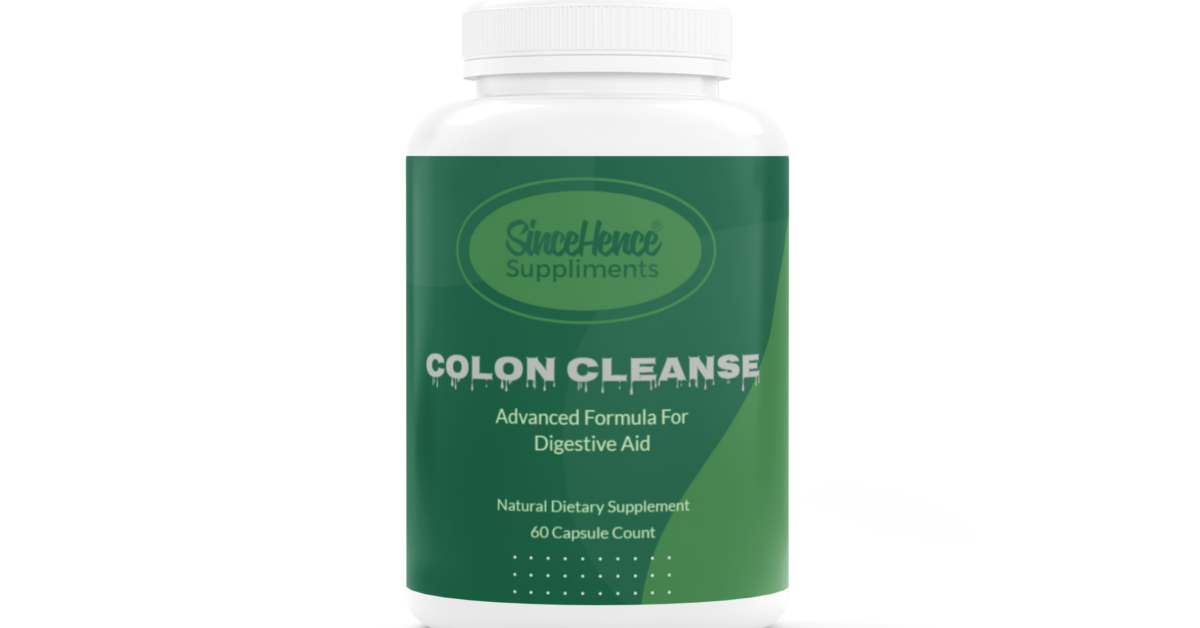 SinceHence®
Suppliments
COLON CLEANSE
Advanced Formula For
Digestive Aid
Natural Dietary Supplement
60 Capsule Count